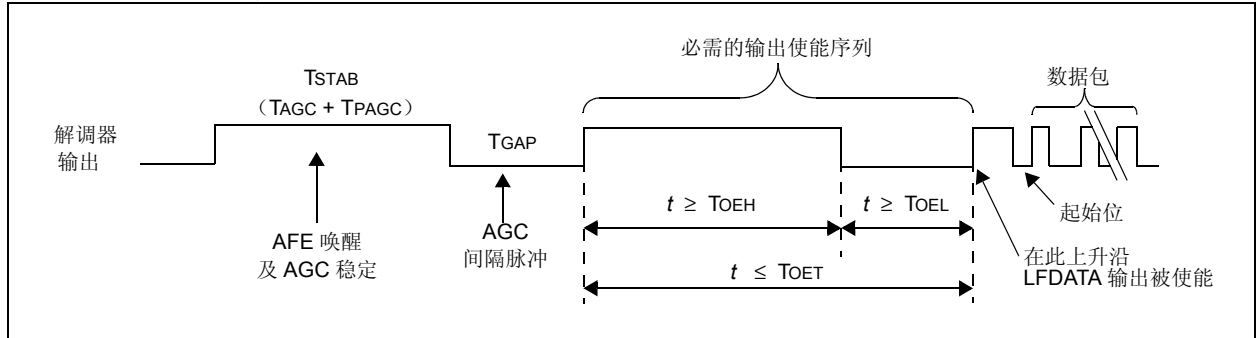 必需的输出使能序列
数据包
TSTAB
（TAGC + TPAGC）
解调器
输出
TGAP
t ≥ TOEH
t ≥ TOEL
起始位
AFE 唤醒
及 AGC 稳定
AGC
间隔脉冲
在此上升沿
LFDATA 输出被使能
t ≤ TOET